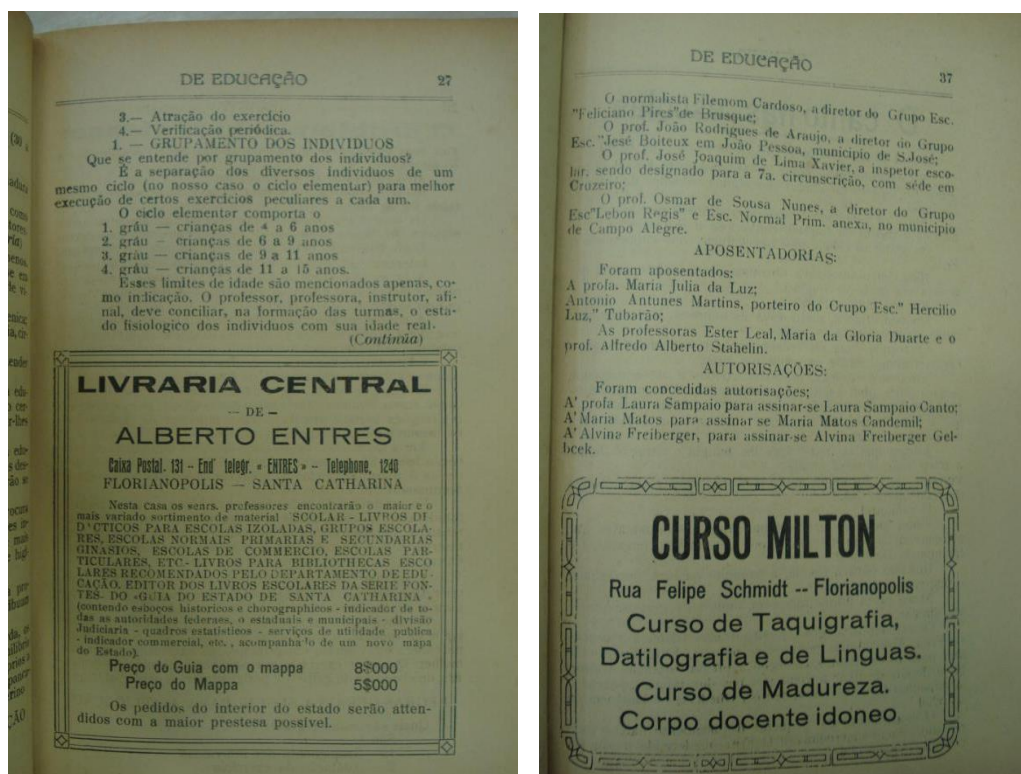 DE EDUCAÇÃO 27
3.— Atração do exercício
4.— Verificação periódica.
1. — GRUPAMENTO DOS INDIVIDUOS
Que se entende por grupamento dos individuos?
E a separação dos diversos individuos de um
mesmo ciclo (no nosso caso o ciclo elementar) para melhor
execução de certos exercicios peculiares a cada um.
O ciclo elementar comporta o
1. gráu — crianças de 4 a 6 anos
2. gráu — crianças de 6 a 9 anos
3. gráu — crianças de 9 a 11 anos
4. gráu — crianças de 11 a 15 anos.
Esses limites de idade são mencionados apenas, co-
mo indicação. O professor, professora, instrutor, afi-
nal, deve conciliar, na formação das turmas, o esta-
do fisiologico dos individuos com sua idade real.
(Continúa)
LIVRARIA CENTRAL
— DE —
ALBERTO ENTRES
Caixa Postal. 131 - End' telegr. « ENTRES » - Telephone, 1240
FLORIANOPOLIS — SANTA CATHARINA
Nesta casa os snrs. professores encontrarão o maior e o
mais variado sortimento de material SCOLAR - LIVROS DI-
D'CTICOS PARA ESCOLAS IZOLADAS, GRUPOS ESCOLA-
RES, ESCOLAS NORMAIS PRIMARIAS E SECUNDARIAS
GINASIOS, ESCOLAS DE COMMERCIO, ESCOLAS PAR-
TICULARES, ETC.- LIVROS PARA BIBLIOTHECAS ESCO
LARES RECOMENDADOS PELO DEPARTAMENTO DE EDU-
CAÇÃO, EDITOR DOS LIVROS ESCOLARES DA SERIE FON-
TES- DO «GUIA DO ESTADO DE SANTA CATHARINA -
(contendo esboços historicos e chorographicos - indicador de to-
das as autoridades federaes, o estaduais e municipais - divisão
Judiciaria - quadros estatisticos - serviços de utilidade publica
- indicador commercial, etc. , acompanhado de um novo mapa
do Estado).
Preço do Guia com o mappa 8$000
Preço do Mappa 5$000
Os pedidos do interior do estado serão atten-
didos com a maior prestesa possivel.
DE EDUCAÇÃO 37
O normalista Filemom Cardoso, a diretor do Grupo Esc.
"Feliciano Pires"de Brusque;
O prof. João Rodrigues de Araujo, a diretor do Grupo
Esc."Jesé Boiteux em João Pessoa, municipio de S.José;
O prof. José Joaquim de Lima Xavier, a inspetor esco-
lar, sendo designado para a 7a. circunscrição, com séde em
Cruzeiro;
O prof. Osmar de Sousa Nunes, a diretor do Grupo
Esc"Lebon Regis" e Esc. Normal Prim. anexa, no municipio
de Campo Alegre.
APOSENTADORIAS:
Foram aposentados;
A profa. Maria Julia da Luz;
Antonio Antunes Martins, porteiro do Grupo Esc." Hercilio
Luz," Tubarão;
As professoras Ester Leal, Maria da Gloria Duarte e o
prof. Alfredo Alberto Stahelin.
AUTORISAÇÕES:
Foram concedidas autorisações;
A' profa Laura Sampaio para assinar-se Laura Sampaio Canto;
A' Maria Matos para assinar se Maria Matos Candemil;
A' Alvina Freiberger, para assinar-se Alvina Freiberger Gel-
bcek.
CURSO MILTON
Rua Felipe Schmidt -- Florianopolis
Curso de Taquigrafia,
Datilografia e de Linguas.
Curso de Madureza.
Corpo docente idoneo